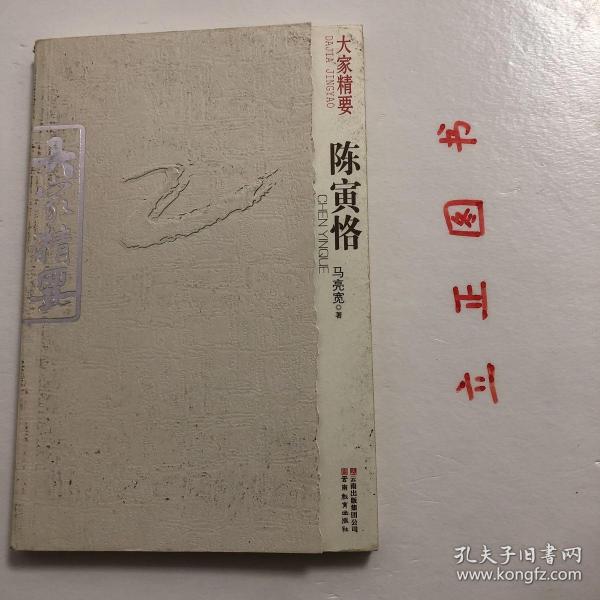 大家精要
DAJIA JINGYAO
陈寅恪
CHEN YINQUE
马亮宽◎著
云南出版集团公司
云南教育出版社
大家精要
立正图书
孔夫子旧书网
www.kongfz.com